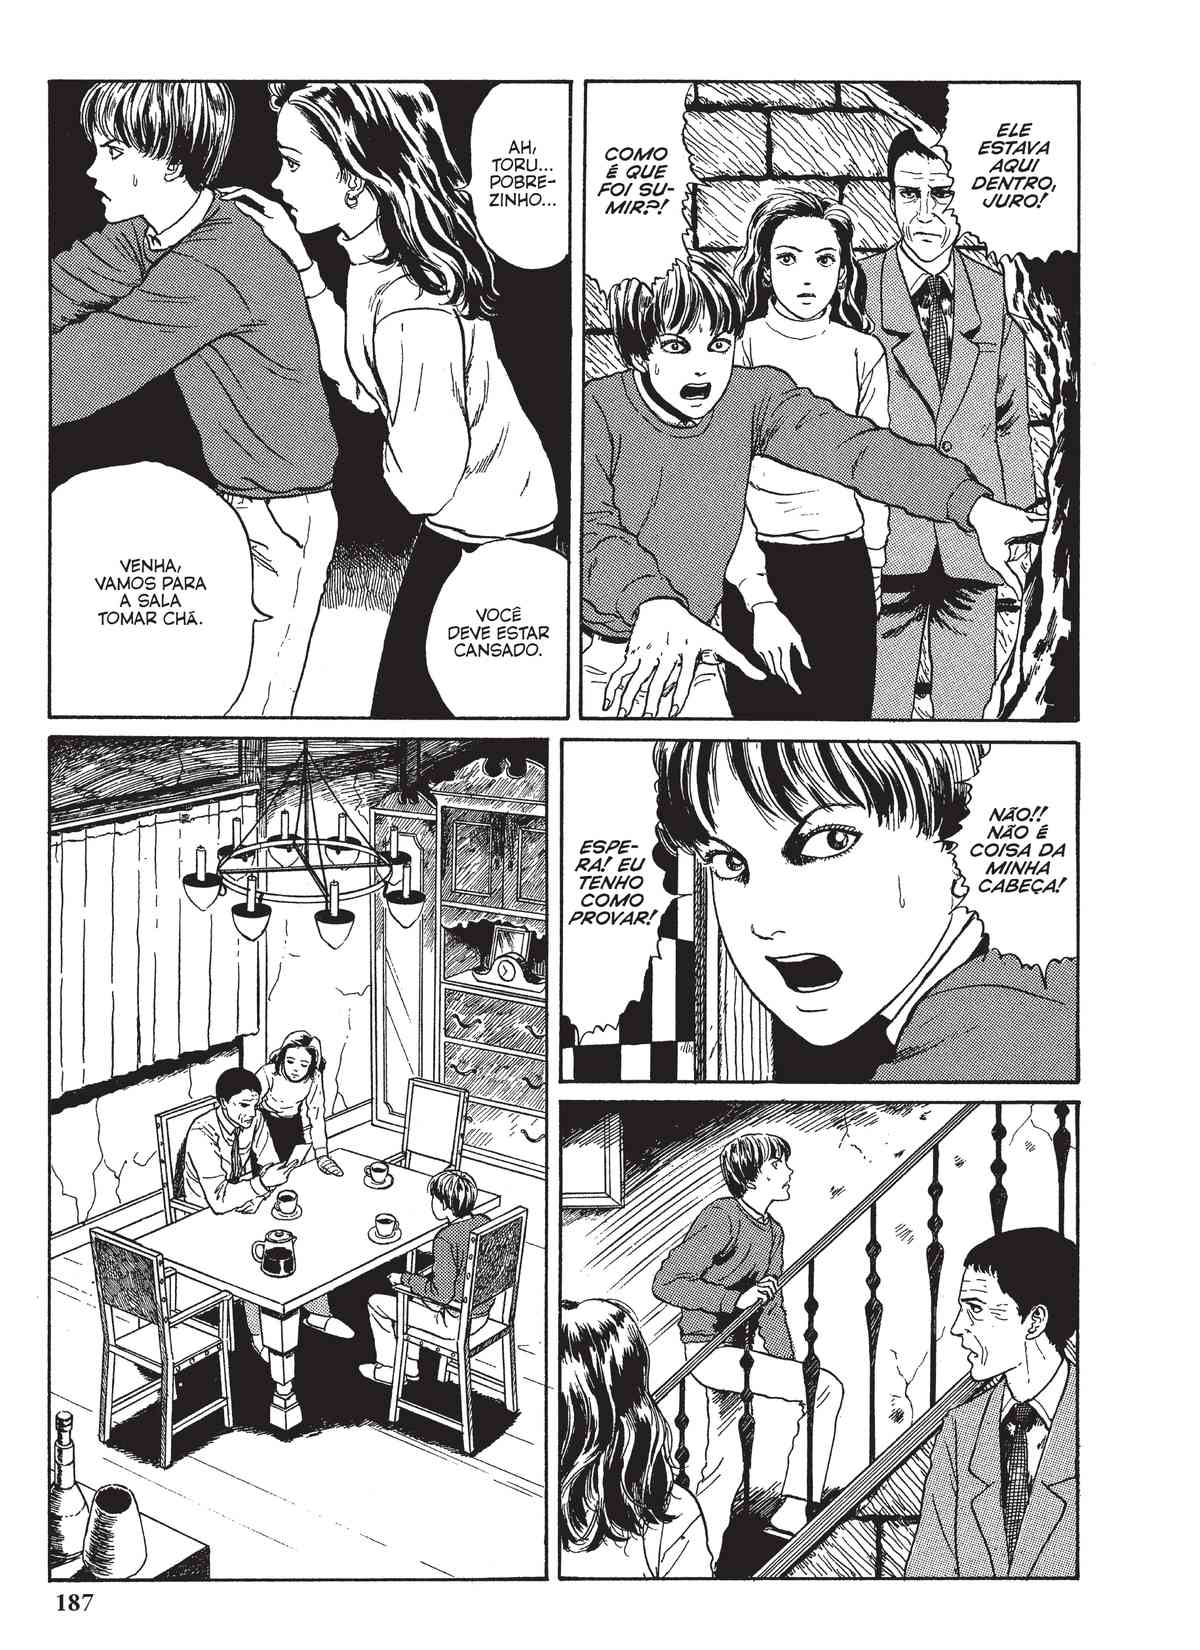 ELE
ESTAVA
AQUI
DENTRO,
JURO!
COMO
É QUE
FOI SU-
MIR?!
AH,
TORU...
POBRE-
ZINHO...
VOCÊ
DEVE ESTAR
CANSADO.
VENHA,
VAMOS PARA
A SALA
TOMAR CHÁ.
NÃO!!
NÃO É
COISA DA
MINHA
CABEÇA!
ESPE-
RA! EU
TENHO
COMO
PROVAR!
187